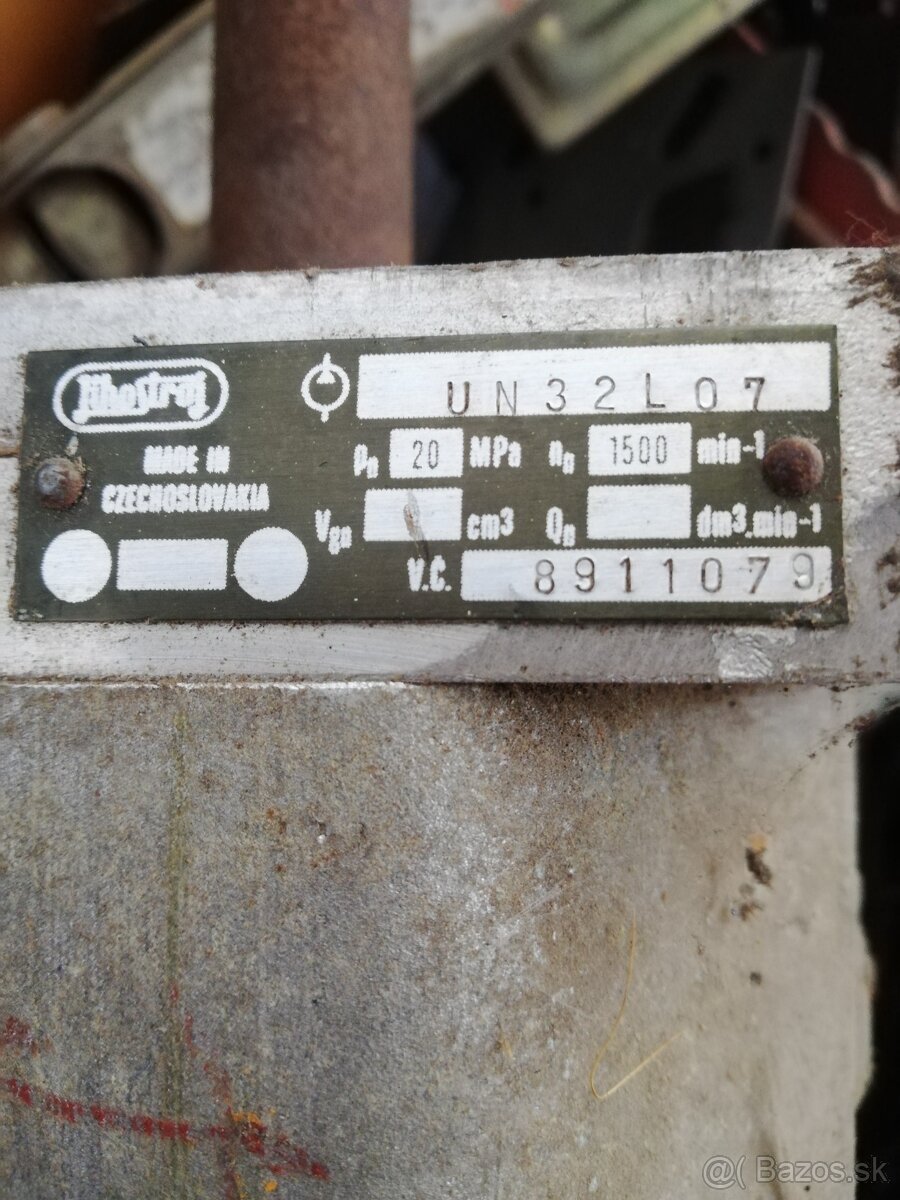 Jihostroj
UN32L07
MADE IN
CZECHOSLOVAKIA
pn 20 MPa nn 1500 min-1
Vgn cm3 Qn dm3.min-1
V.C. 8911079
@( Bazos.sk